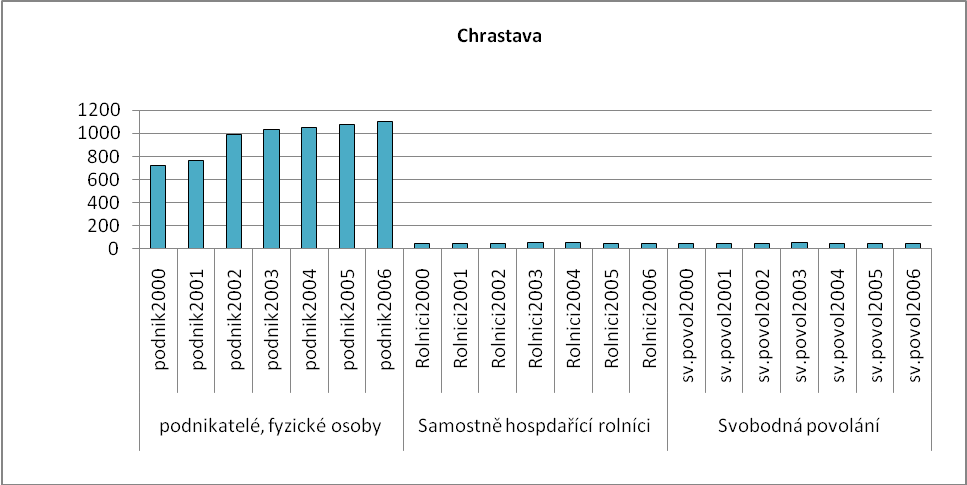 Chrastava
1200
1000
800
600
400
200
0
podnik2000
podnik2001
podnik2002
podnik2003
podnik2004
podnik2005
podnik2006
Rolnici2000
Rolnici2001
Rolnici2002
Rolnici2003
Rolnici2004
Rolnici2005
Rolnici2006
sv.povol2000
sv.povol2001
sv.povol2002
sv.povol2003
sv.povol2004
sv.povol2005
sv.povol2006
podnikatelé, fyzické osoby
Samostně hospdařící rolníci
Svobodná povolání